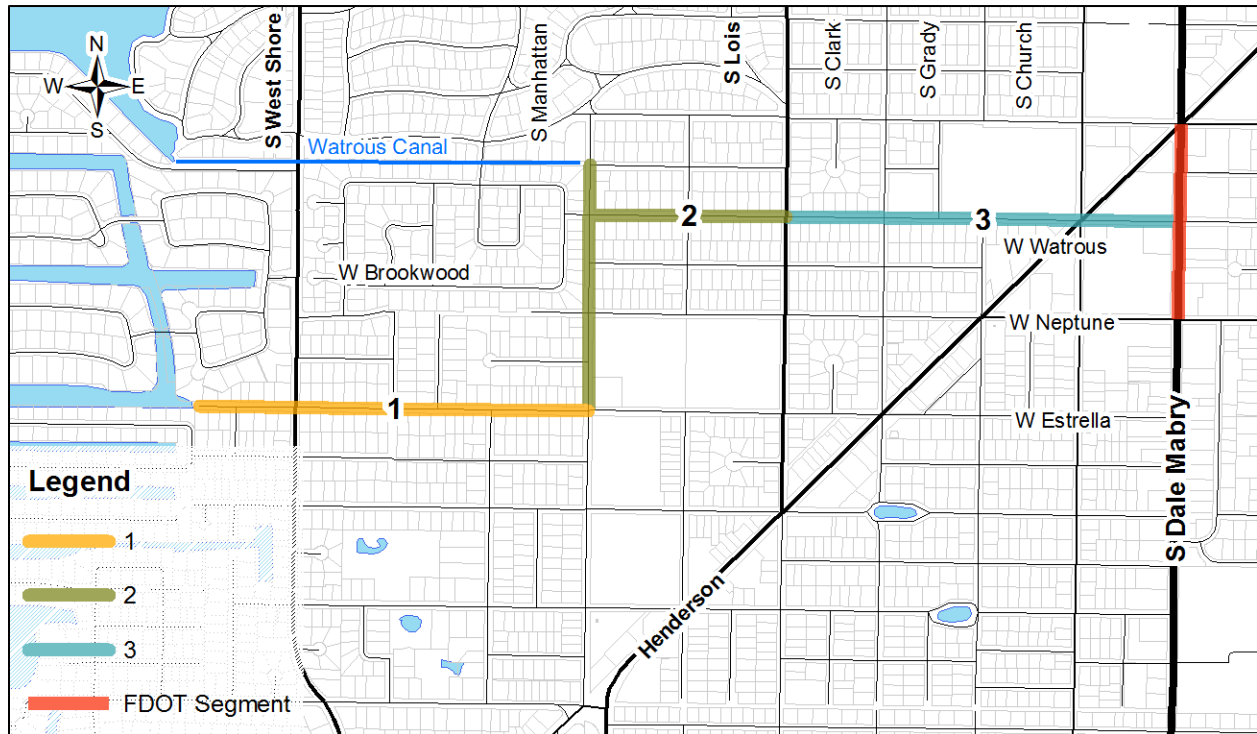 N
W E
S
S West Shore
S Manhattan
S Lois
S Clark
S Grady
S Church
Watrous Canal
2
3
W Watrous
W Brookwood
W Neptune
1
W Estrella
S Dale Mabry
Henderson
Legend
1
2
3
FDOT Segment